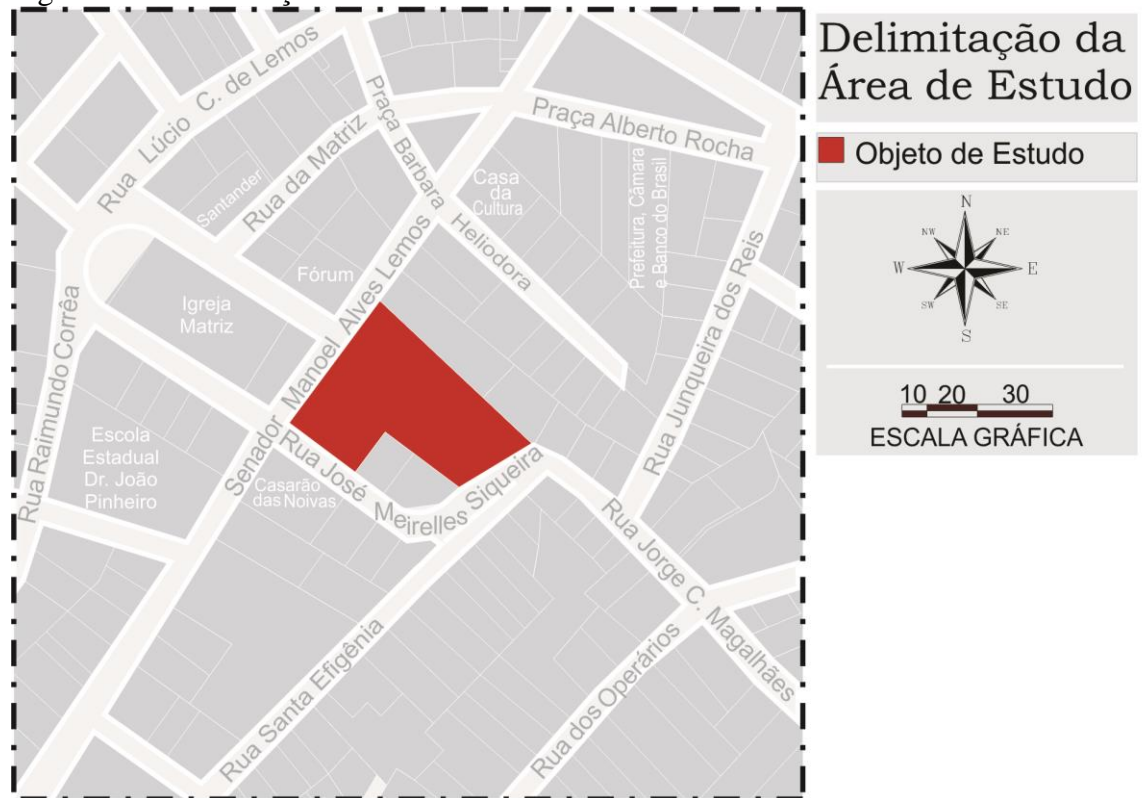 Delimitação da
Área de Estudo
Objeto de Estudo
N
NW
NE
W
E
SW
SE
S
10 20 30
ESCALA GRÁFICA
Rua Lúcio C. de Lemos
Praça Barbara Heliodora
Praça Alberto Rocha
Santander
Rua da Matriz
Casa
da
Cultura
Prefeitura, Câmara
e Banco do Brasil
Fórum
Igreja
Matriz
Senador Manoel Alves Lemos
Rua Junqueira dos Reis
Rua Raimundo Corrêa
Escola
Estadual
Dr. João
Pinheiro
Casarão
das Noivas
Rua José Meirelles Siqueira
Rua Jorge C. Magalhães
Rua Santa Efigênia
Rua dos Operários